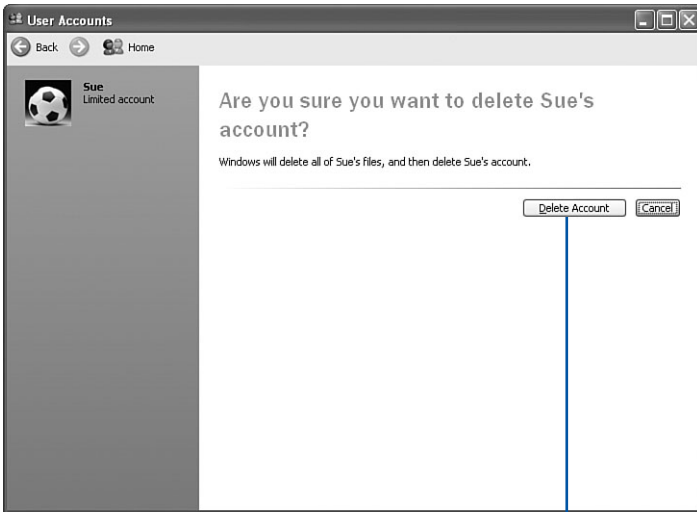 User Accounts
Back Home
Sue
Limited account
Are you sure you want to delete Sue's
account?
Windows will delete all of Sue's files, and then delete Sue's account.
Delete Account Cancel